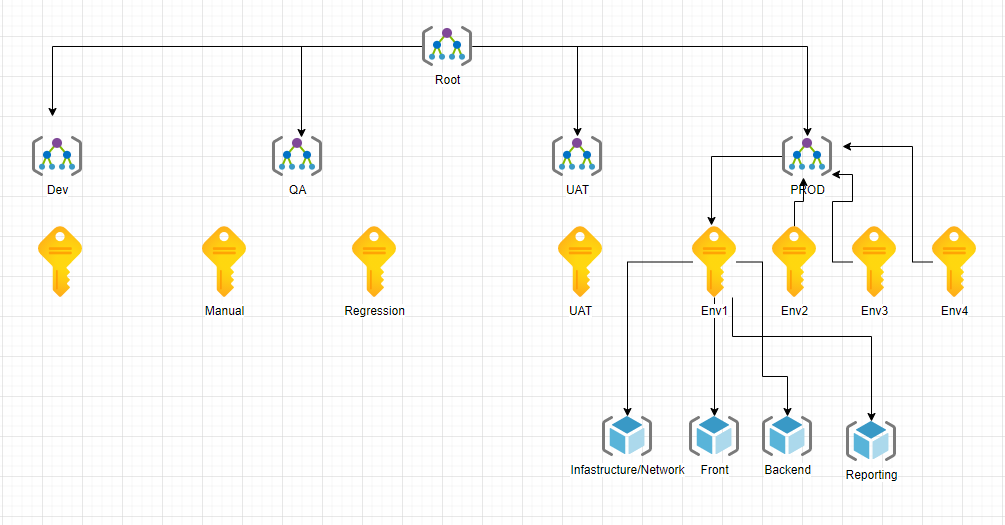 Root
Dev
QA
UAT
PROD
Manual
Regression
UAT
Env1
Env2
Env3
Env4
Infastructure/Network
Front
Backend
Reporting